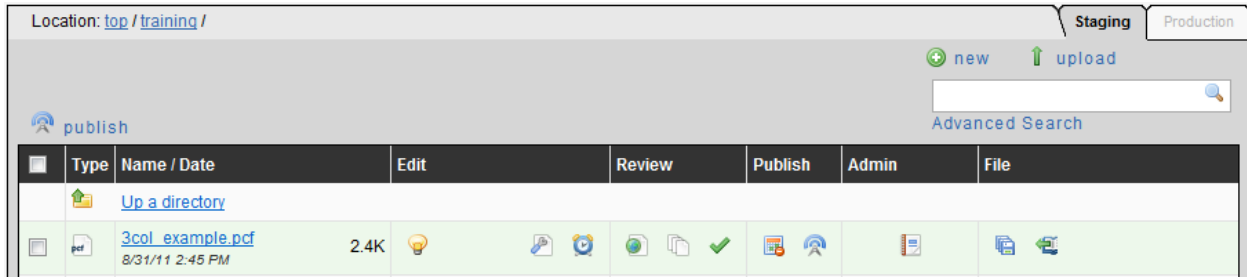 Location: top / training /
Staging
Production
new
upload
publish
Advanced Search
Type Name / Date Edit Review Publish Admin File
Up a directory
pcf 3col_example.pcf 2.4K
8/31/11 2:45 PM